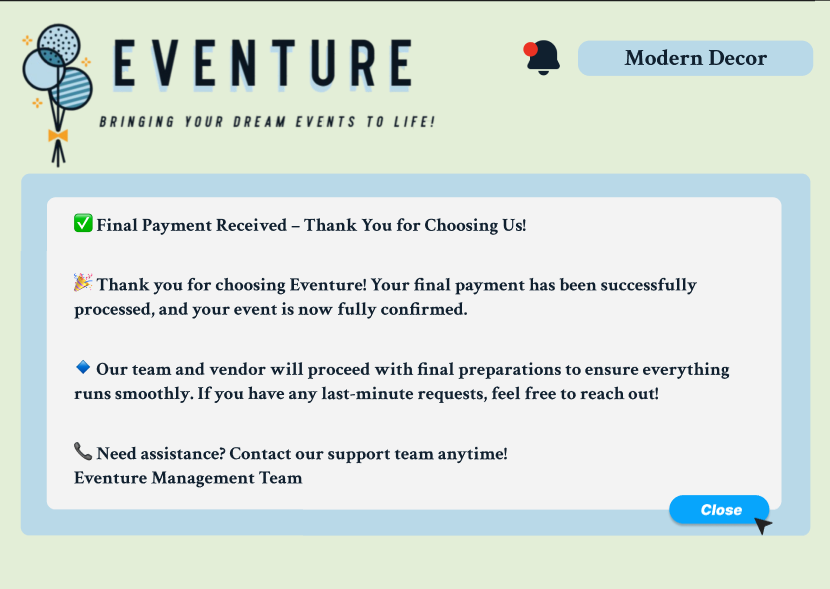 EVENTURE
BRINGING YOUR DREAM EVENTS TO LIFE!
Modern Decor
✅ Final Payment Received – Thank You for Choosing Us!
🎉 Thank you for choosing Eventure! Your final payment has been successfully
processed, and your event is now fully confirmed.
🔹 Our team and vendor will proceed with final preparations to ensure everything
runs smoothly. If you have any last-minute requests, feel free to reach out!
📞 Need assistance? Contact our support team anytime!
Eventure Management Team
Close